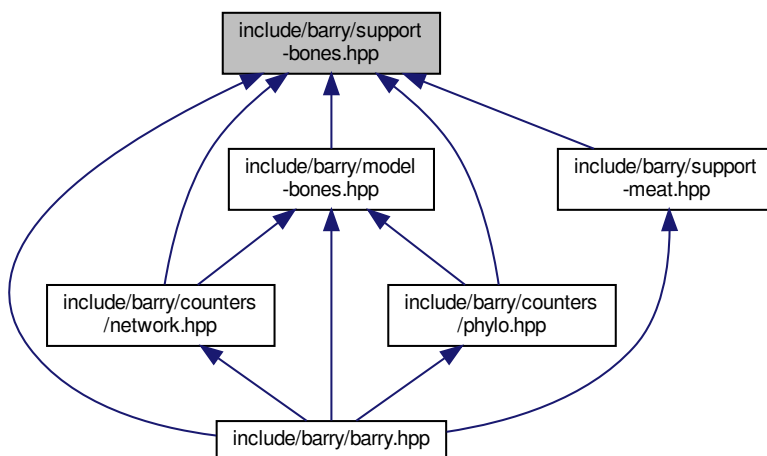 include/barry/support
-bones.hpp
include/barry/model
-bones.hpp
include/barry/support
-meat.hpp
include/barry/counters
/network.hpp
include/barry/counters
/phylo.hpp
include/barry/barry.hpp